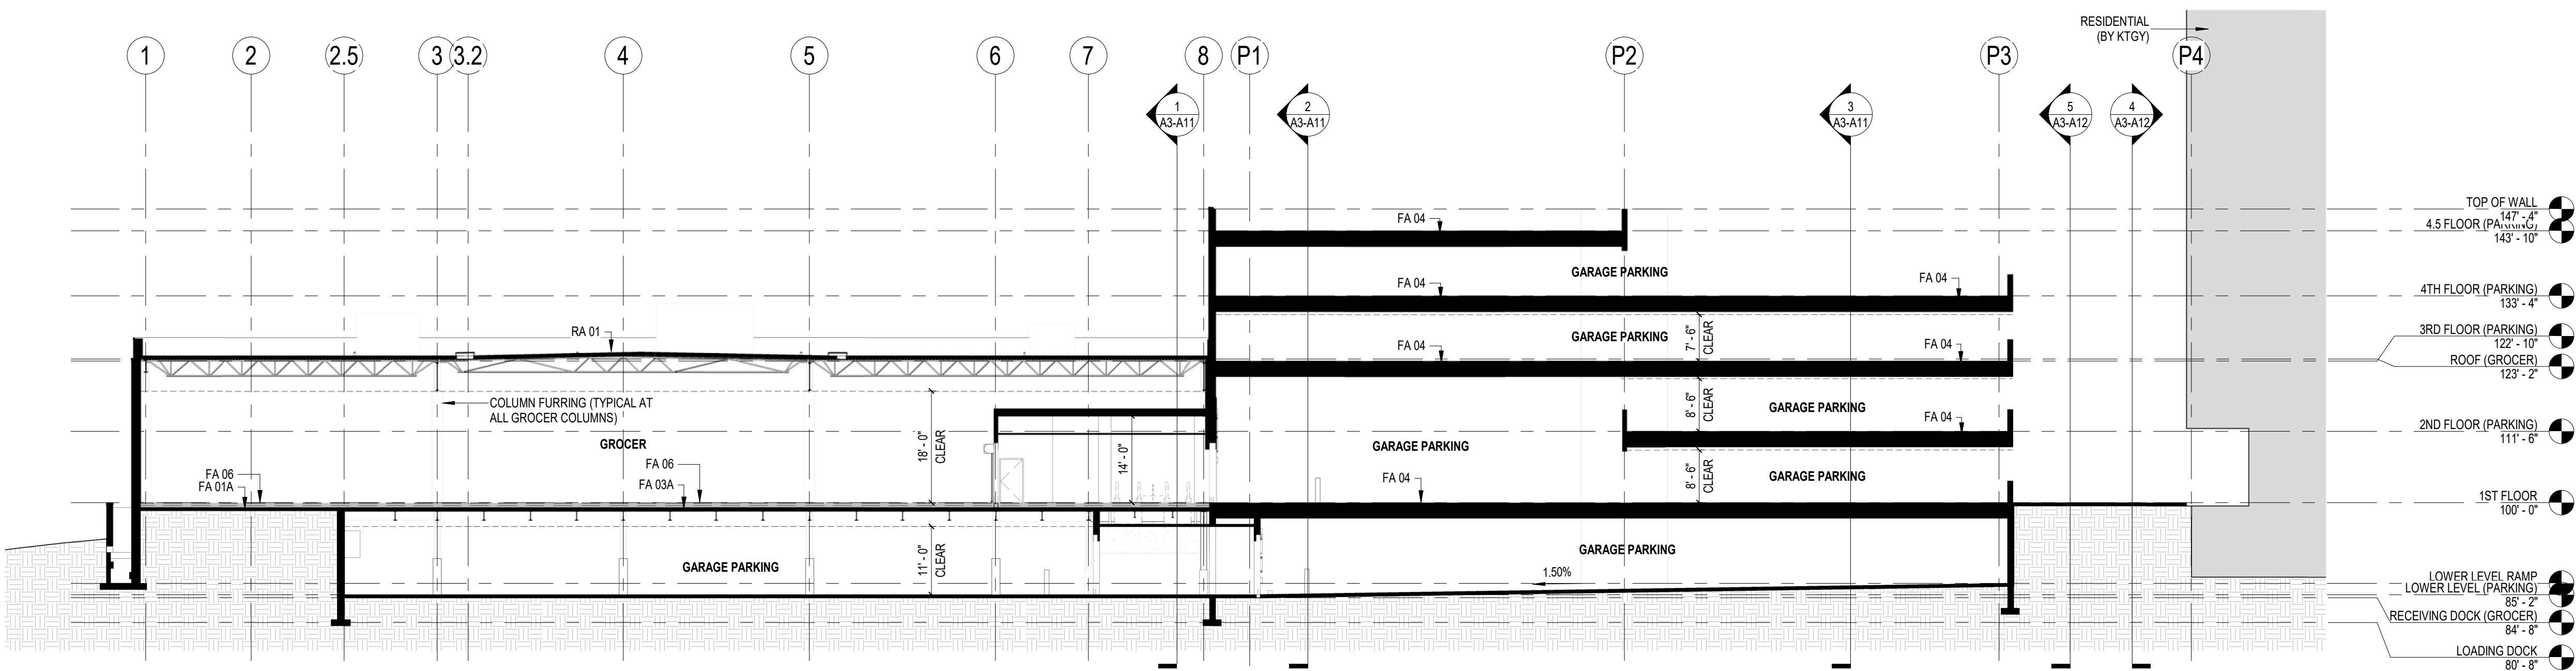 RESIDENTIAL
(BY KTGY)
1
2
2.5
3
3.2
4
5
6
7
8
P1
P2
P3
P4
1
A3-A11
2
A3-A11
3
A3-A11
5
A3-A12
4
A3-A12
TOP OF WALL
147' - 4"
4.5 FLOOR (PARKING)
143' - 10"
FA 04
GARAGE PARKING
FA 04
FA 04
4TH FLOOR (PARKING)
133' - 4"
RA 01
GARAGE PARKING
7' - 6"
CLEAR
3RD FLOOR (PARKING)
122' - 10"
FA 04
FA 04
ROOF (GROCER)
123' - 2"
COLUMN FURRING (TYPICAL AT
ALL GROCER COLUMNS)
8' - 6"
CLEAR
GARAGE PARKING
FA 04
2ND FLOOR (PARKING)
111' - 6"
GROCER
18' - 0"
CLEAR
14' - 0"
GARAGE PARKING
FA 06
FA 01A
FA 06
FA 03A
FA 04
8' - 6"
CLEAR
GARAGE PARKING
1ST FLOOR
100' - 0"
GARAGE PARKING
11' - 0"
CLEAR
GARAGE PARKING
1.50%
LOWER LEVEL RAMP
LOWER LEVEL (PARKING)
85' - 2"
RECEIVING DOCK (GROCER)
84' - 8"
LOADING DOCK
80' - 8"